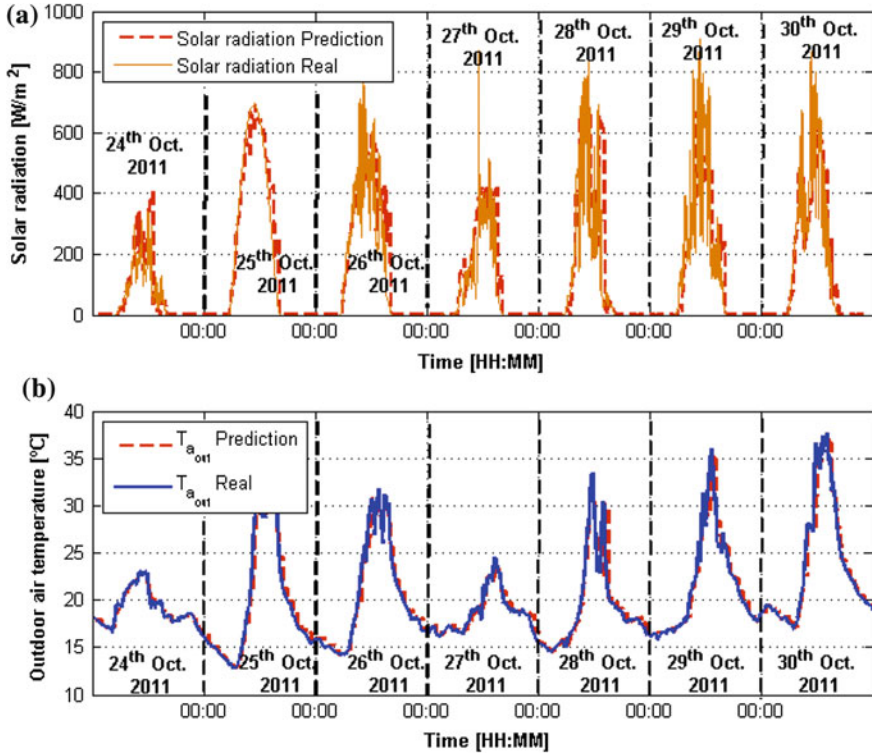 (a)
1000
800
600
400
200
0
Solar radiation [W/m²]
Solar radiation Prediction
Solar radiation Real
24th Oct.
2011
25th Oct.
2011
26th Oct.
2011
27th Oct.
2011
28th Oct.
2011
29th Oct.
2011
30th Oct.
2011
00:00 00:00 00:00 00:00 00:00 00:00
Time [HH:MM]
(b)
40
35
30
25
20
15
10
Outdoor air temperature [ºC]
Ta_out Prediction
Ta_out Real
24th Oct.
2011
25th Oct.
2011
26th Oct.
2011
27th Oct.
2011
28th Oct.
2011
29th Oct.
2011
30th Oct.
2011
00:00 00:00 00:00 00:00 00:00 00:00
Time [HH:MM]